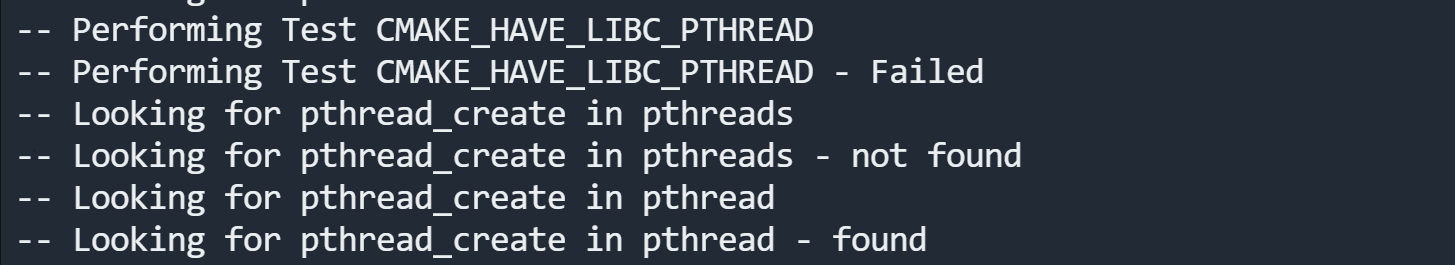 -- Performing Test CMAKE_HAVE_LIBC_PTHREAD
-- Performing Test CMAKE_HAVE_LIBC_PTHREAD - Failed
-- Looking for pthread_create in pthreads
-- Looking for pthread_create in pthreads - not found
-- Looking for pthread_create in pthread
-- Looking for pthread_create in pthread - found